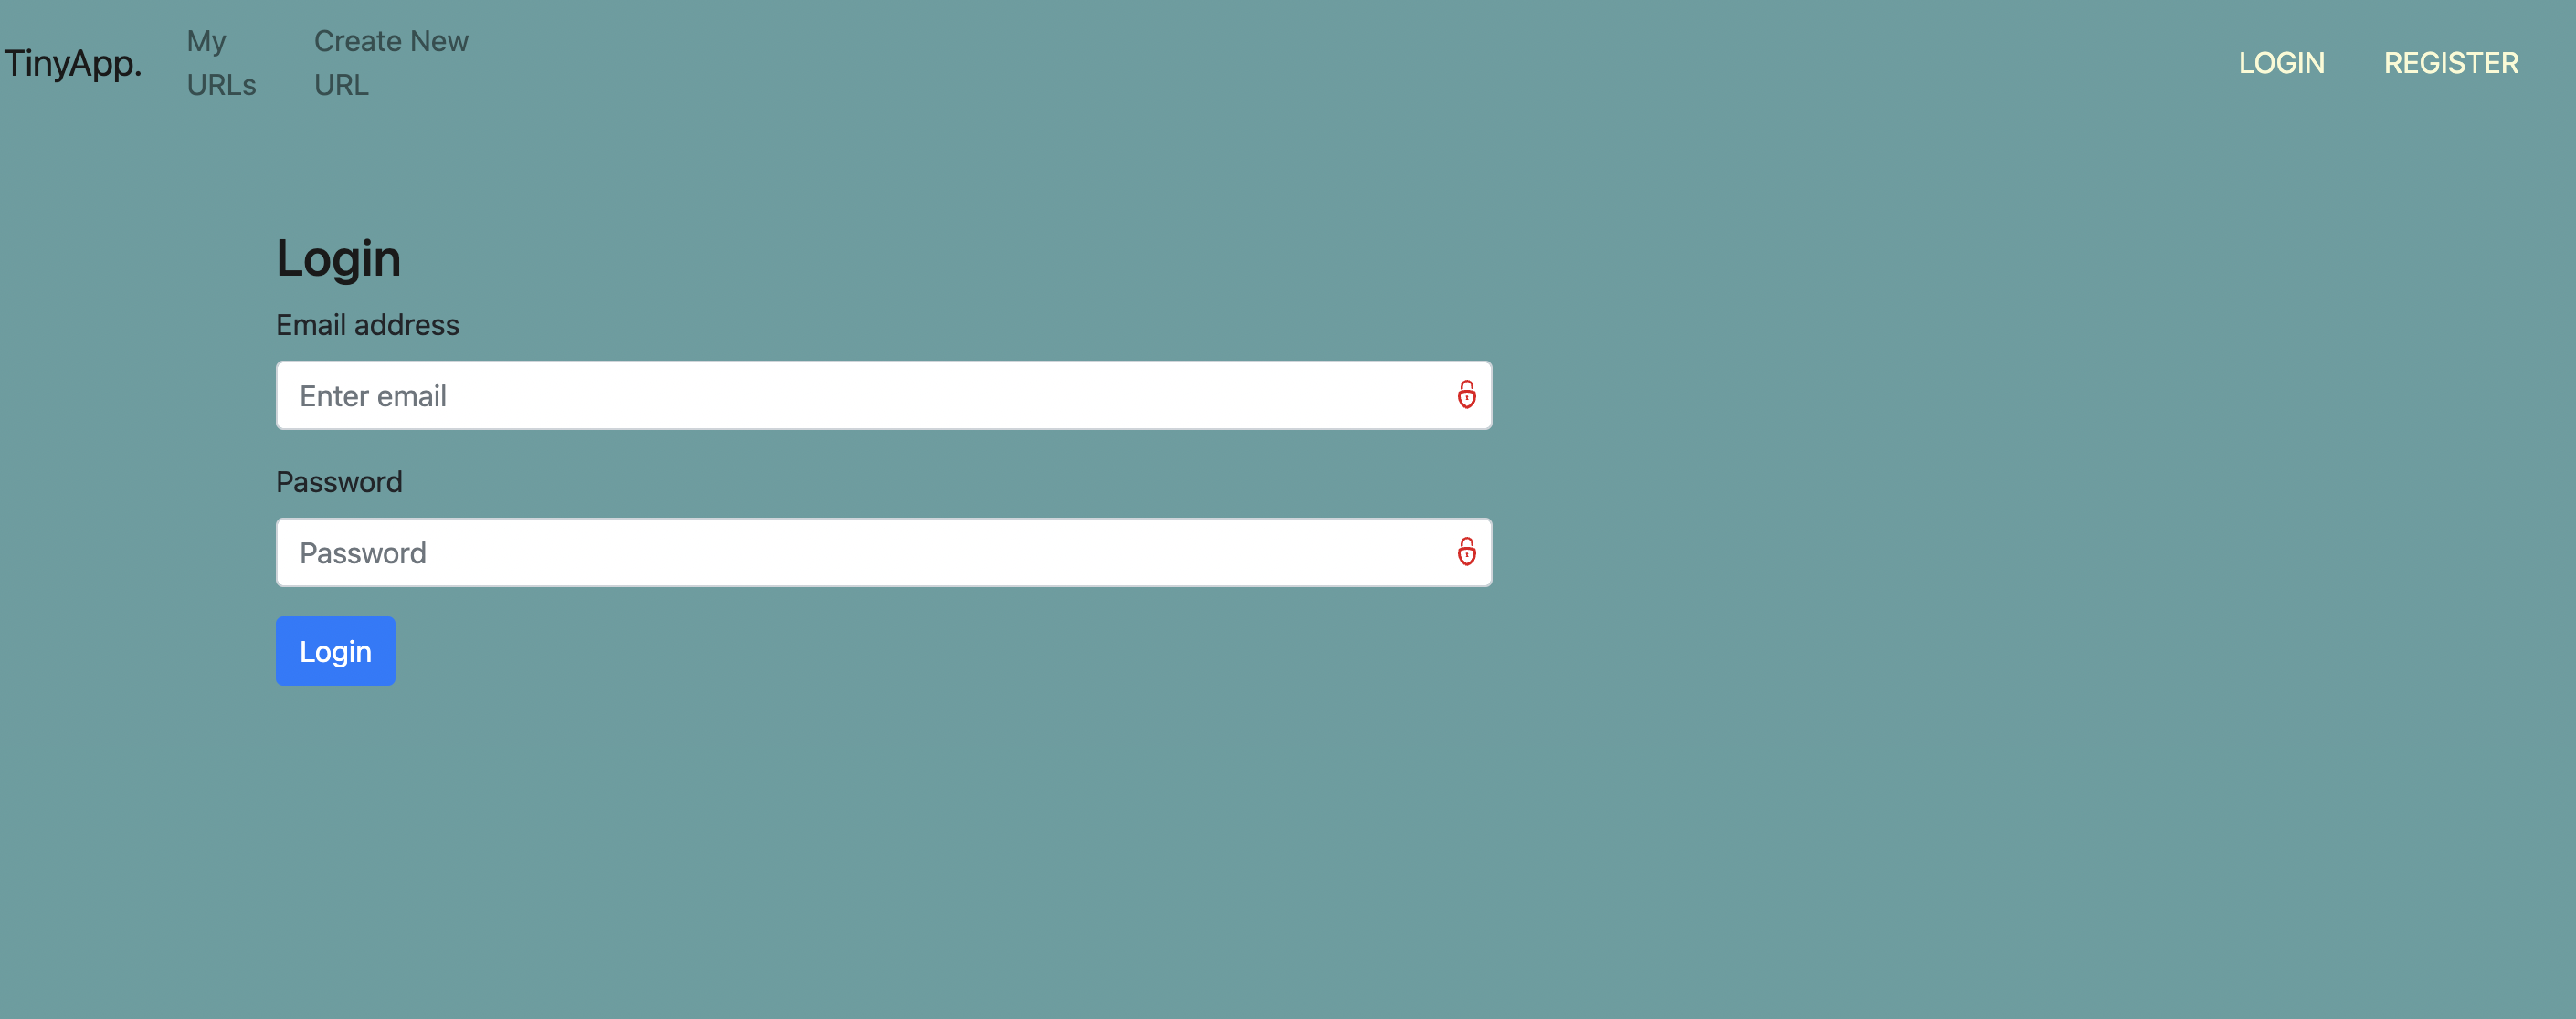 TinyApp.
My
URLs
Create New
URL
LOGIN
REGISTER
Login
Email address
Enter email
Password
Password
Login